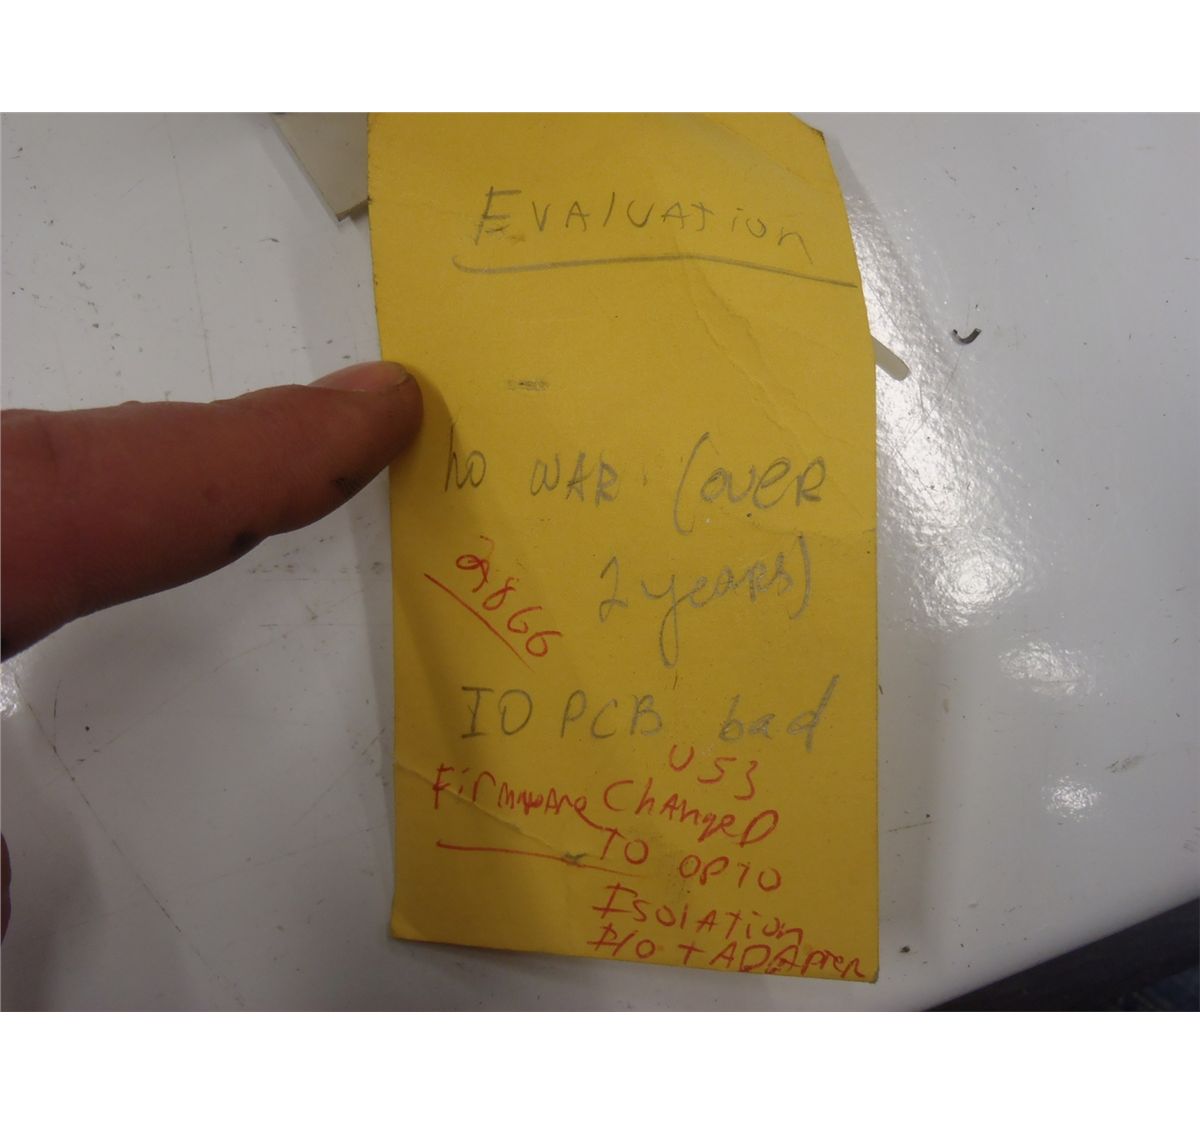 Evaluation
no WAR (over
2 years)
2866
IO PCB bad
U53
Firmware Changed
TO OPTO
Isolation
I/O + ADAPTER